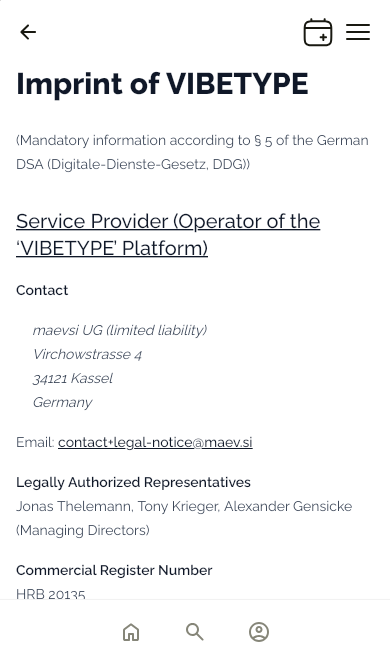 Imprint of VIBETYPE
(Mandatory information according to § 5 of the German
DSA (Digitale-Dienste-Gesetz, DDG))
Service Provider (Operator of the
‘VIBETYPE’ Platform)
Contact
maevsi UG (limited liability)
Virchowstrasse 4
34121 Kassel
Germany
Email: contact+legal-notice@maev.si
Legally Authorized Representatives
Jonas Thelemann, Tony Krieger, Alexander Gensicke
(Managing Directors)
Commercial Register Number
HRB 20135